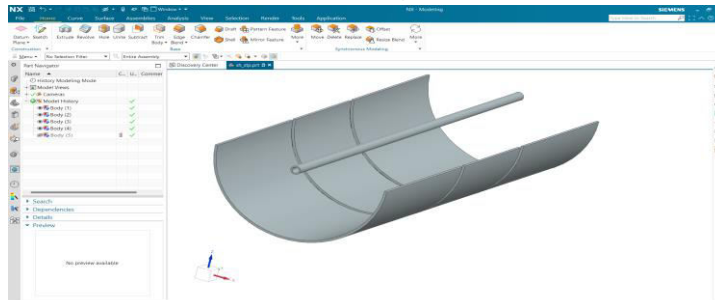 NX
Window
NX - Modeling
SIEMENS
File Home Curve Surface Assemblies Analysis View Selection Render Tools Application
Datum Plane Sketch Extrude Revolve Hole Unite Subtract Trim Body Edge Blend Chamfer Draft Shell Pattern Feature Mirror Feature More Move Delete Replace Offset Resize Blend More
Construction Base Synchronous Modeling
Menu No Selection Filter Entire Assembly
Part Navigator
Discovery Center
Name C... U... Commer
History Modeling Mode
Model Views
Cameras
Model History
Body (1)
Body (2)
Body (3)
Body (4)
Body (5)
Search
Dependencies
Details
Preview
No preview available